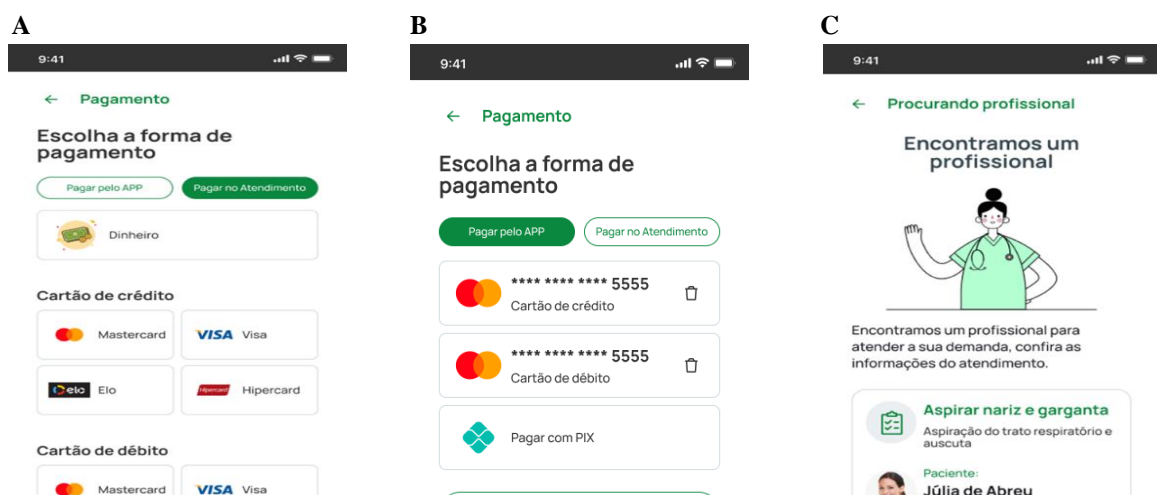 A
9:41
Pagamento
Escolha a forma de
pagamento
Pagar pelo APP
Pagar no Atendimento
Dinheiro
Cartão de crédito
Mastercard
VISA Visa
elo Elo
Hipercard Hipercard
Cartão de débito
Mastercard
VISA Visa
B
9:41
Pagamento
Escolha a forma de
pagamento
Pagar pelo APP
Pagar no Atendimento
**** **** **** 5555
Cartão de crédito
**** **** **** 5555
Cartão de débito
Pagar com PIX
C
9:41
Procurando profissional
Encontramos um
profissional
Encontramos um profissional para
atender a sua demanda, confira as
informações do atendimento.
Aspirar nariz e garganta
Aspiração do trato respiratório e
auscuta
Paciente:
Júlia de Abreu